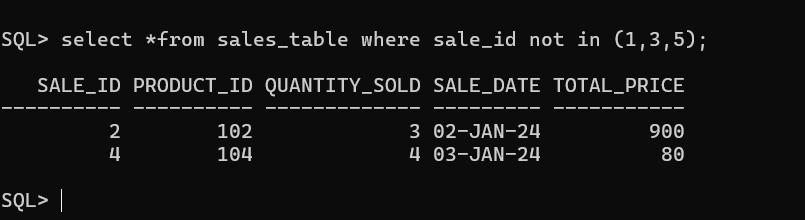 SQL> select *from sales_table where sale_id not in (1,3,5);
   SALE_ID PRODUCT_ID QUANTITY_SOLD SALE_DATE TOTAL_PRICE
---------- ---------- ------------- --------- -----------
         2        102             3 02-JAN-24         900
         4        104             4 03-JAN-24          80
SQL>